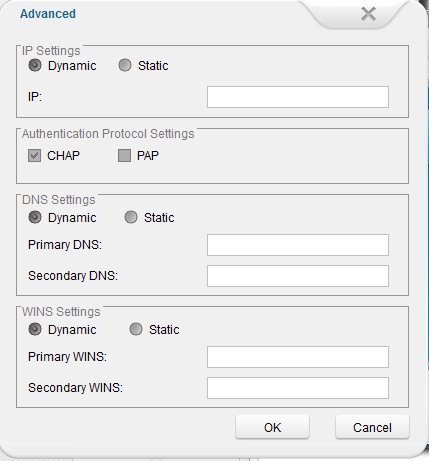 Advanced
IP Settings
Dynamic Static
IP:
Authentication Protocol Settings
CHAP PAP
DNS Settings
Dynamic Static
Primary DNS:
Secondary DNS:
WINS Settings
Dynamic Static
Primary WINS:
Secondary WINS:
OK Cancel